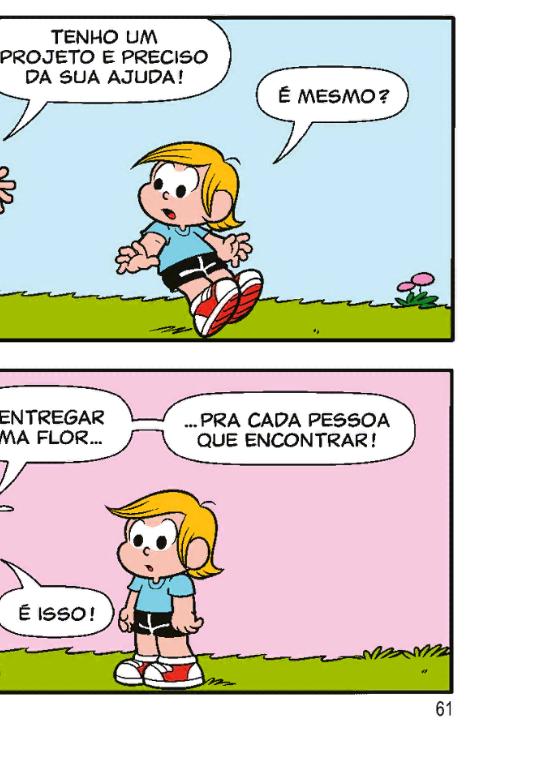 TENHO UM
PROJETO E PRECISO
DA SUA AJUDA!
É MESMO?
ENTREGAR
MA FLOR...
...PRA CADA PESSOA
QUE ENCONTRAR!
É ISSO!
61